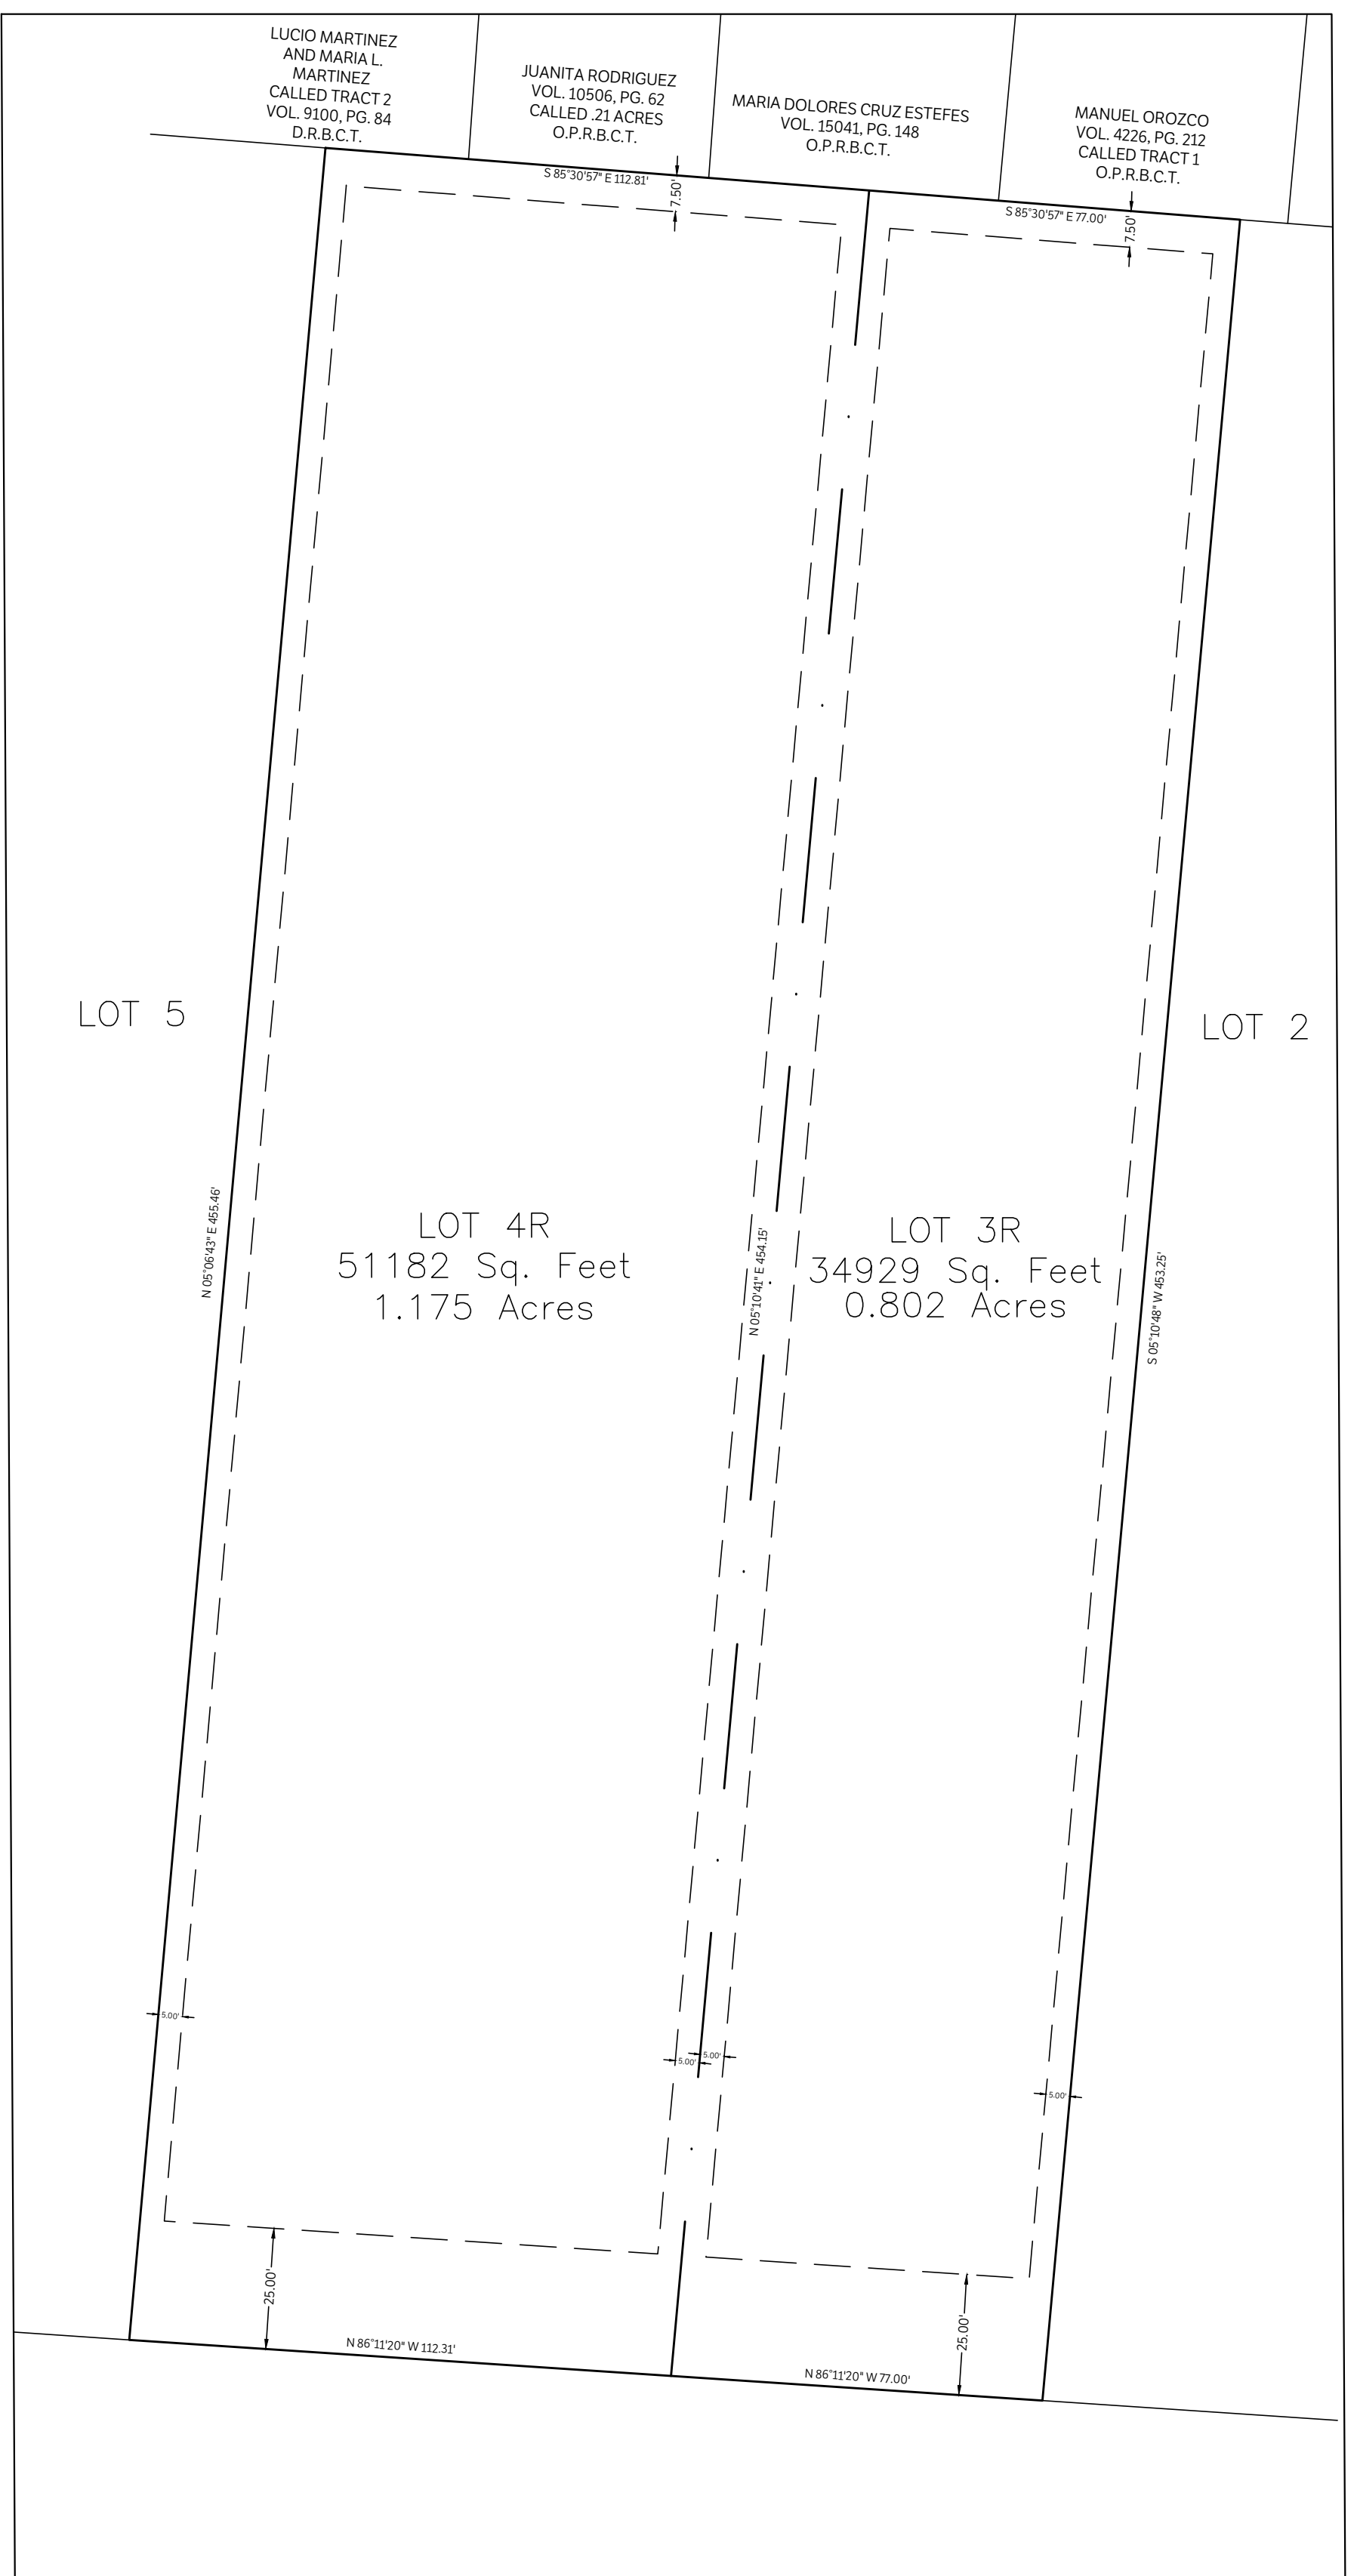 LUCIO MARTINEZ
AND MARIA L.
MARTINEZ
CALLED TRACT 2
VOL. 9100, PG. 84
D.R.B.C.T.
JUANITA RODRIGUEZ
VOL. 10506, PG. 62
CALLED .21 ACRES
O.P.R.B.C.T.
MARIA DOLORES CRUZ ESTEFES
VOL. 15041, PG. 148
O.P.R.B.C.T.
MANUEL OROZCO
VOL. 4226, PG. 212
CALLED TRACT 1
O.P.R.B.C.T.
S 85°30'57" E 112.81'
7.50'
S 85°30'57" E 77.00'
7.50'
LOT 5
LOT 2
N 05°06'43" E 455.46'
LOT 4R
51182 Sq. Feet
1.175 Acres
N 05°10'41" E 454.15'
LOT 3R
34929 Sq. Feet
0.802 Acres
S 05°10'48" W 453.25'
5.00'
5.00'
5.00'
5.00'
25.00'
25.00'
N 86°11'20" W 112.31'
N 86°11'20" W 77.00'